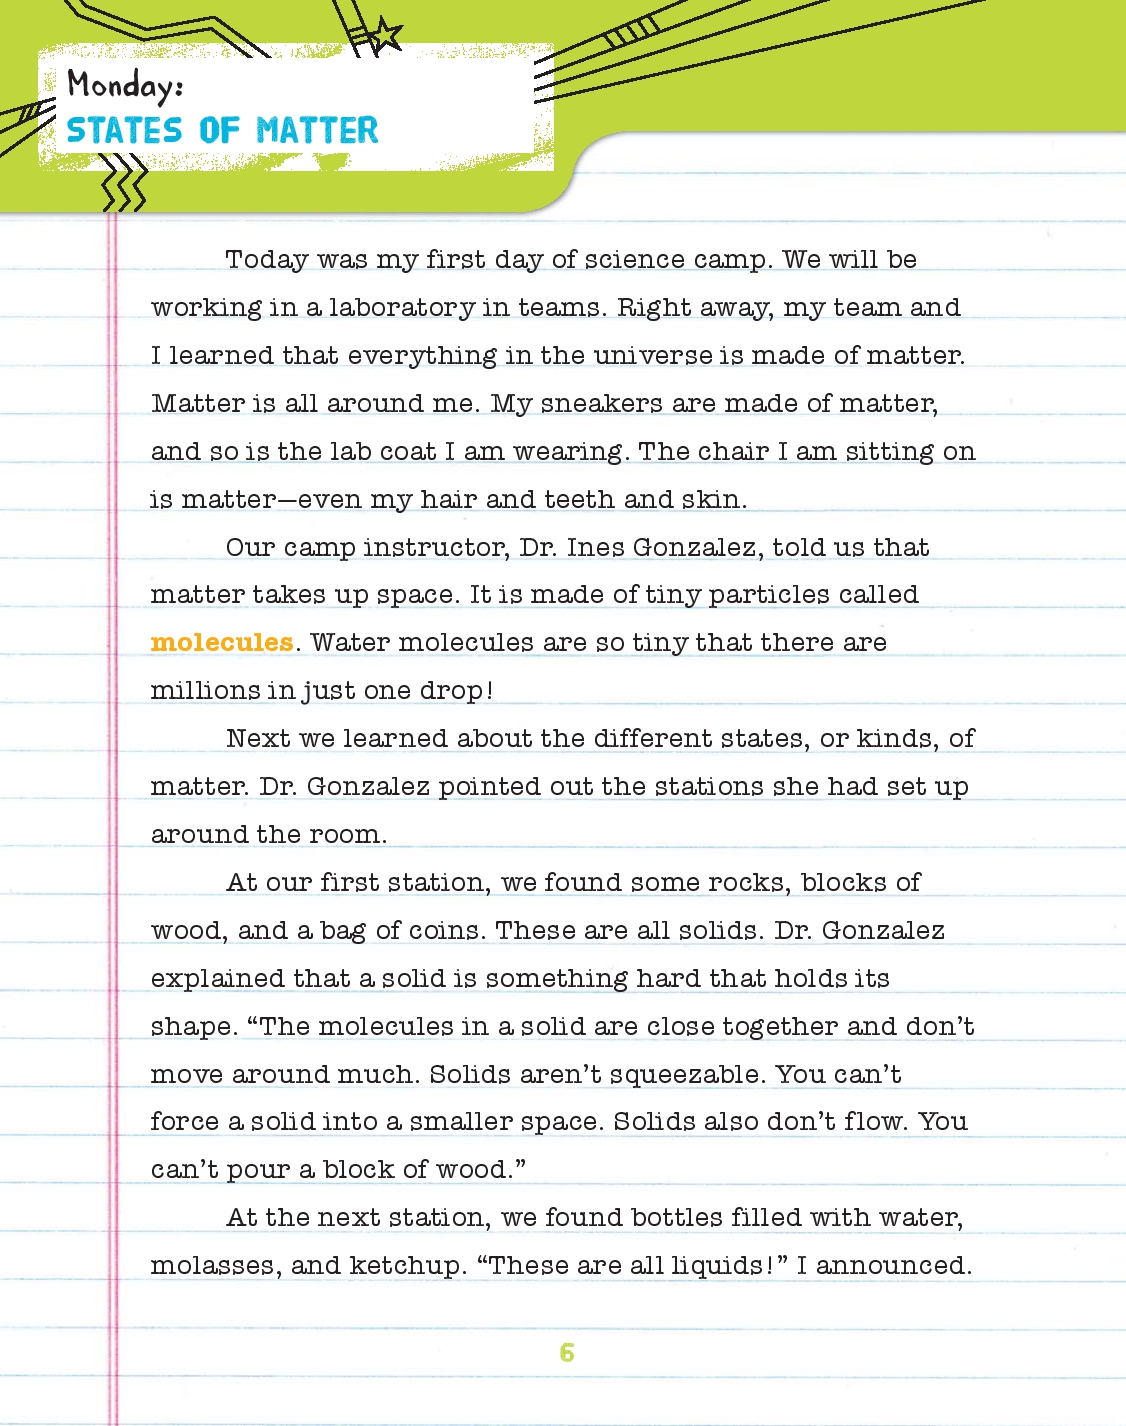 Monday:
STATES OF MATTER
Today was my first day of science camp. We will be
working in a laboratory in teams. Right away, my team and
I learned that everything in the universe is made of matter.
Matter is all around me. My sneakers are made of matter,
and so is the lab coat I am wearing. The chair I am sitting on
is matter—even my hair and teeth and skin.
Our camp instructor, Dr. Ines Gonzalez, told us that
matter takes up space. It is made of tiny particles called
molecules. Water molecules are so tiny that there are
millions in just one drop!
Next we learned about the different states, or kinds, of
matter. Dr. Gonzalez pointed out the stations she had set up
around the room.
At our first station, we found some rocks, blocks of
wood, and a bag of coins. These are all solids. Dr. Gonzalez
explained that a solid is something hard that holds its
shape. “The molecules in a solid are close together and don’t
move around much. Solids aren’t squeezable. You can’t
force a solid into a smaller space. Solids also don’t flow. You
can’t pour a block of wood.”
At the next station, we found bottles filled with water,
molasses, and ketchup. “These are all liquids!” I announced.
6